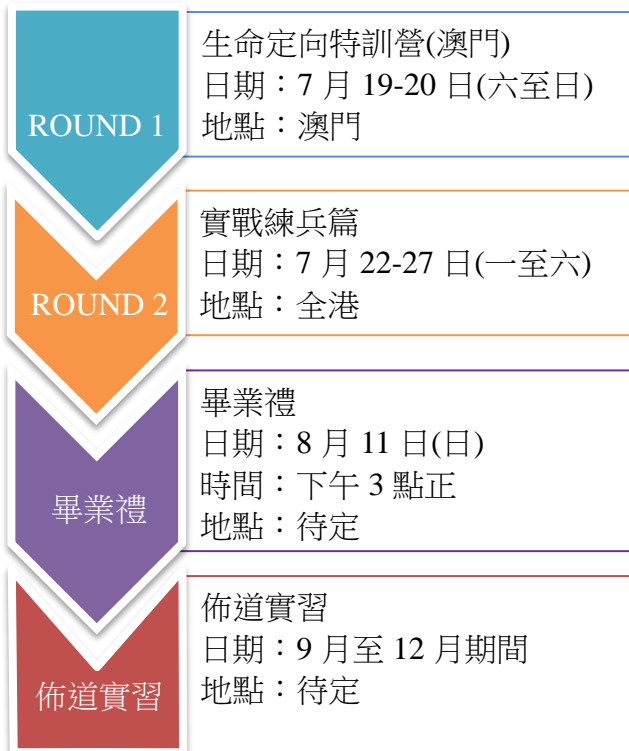 ROUND 1
生命定向特訓營(澳門)
日期：7 月 19-20 日(六至日)
地點：澳門
ROUND 2
實戰練兵篇
日期：7 月 22-27 日(一至六)
地點：全港
畢業禮
畢業禮
日期：8 月 11 日(日)
時間：下午 3 點正
地點：待定
佈道實習
佈道實習
日期：9 月至 12 月期間
地點：待定